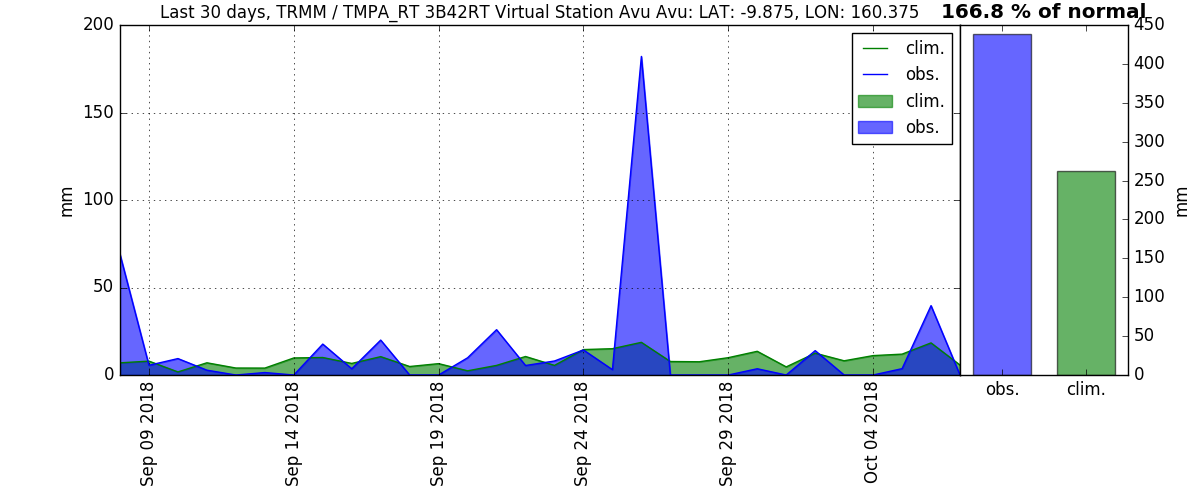 Last 30 days, TRMM / TMPA_RT 3B42RT Virtual Station Avu Avu: LAT: -9.875, LON: 160.375
166.8 % of normal
200
150
100
50
0
mm
clim.
obs.
clim.
obs.
450
400
350
300
250
200
150
100
50
0
mm
obs.
clim.
Sep 09 2018
Sep 14 2018
Sep 19 2018
Sep 24 2018
Sep 29 2018
Oct 04 2018